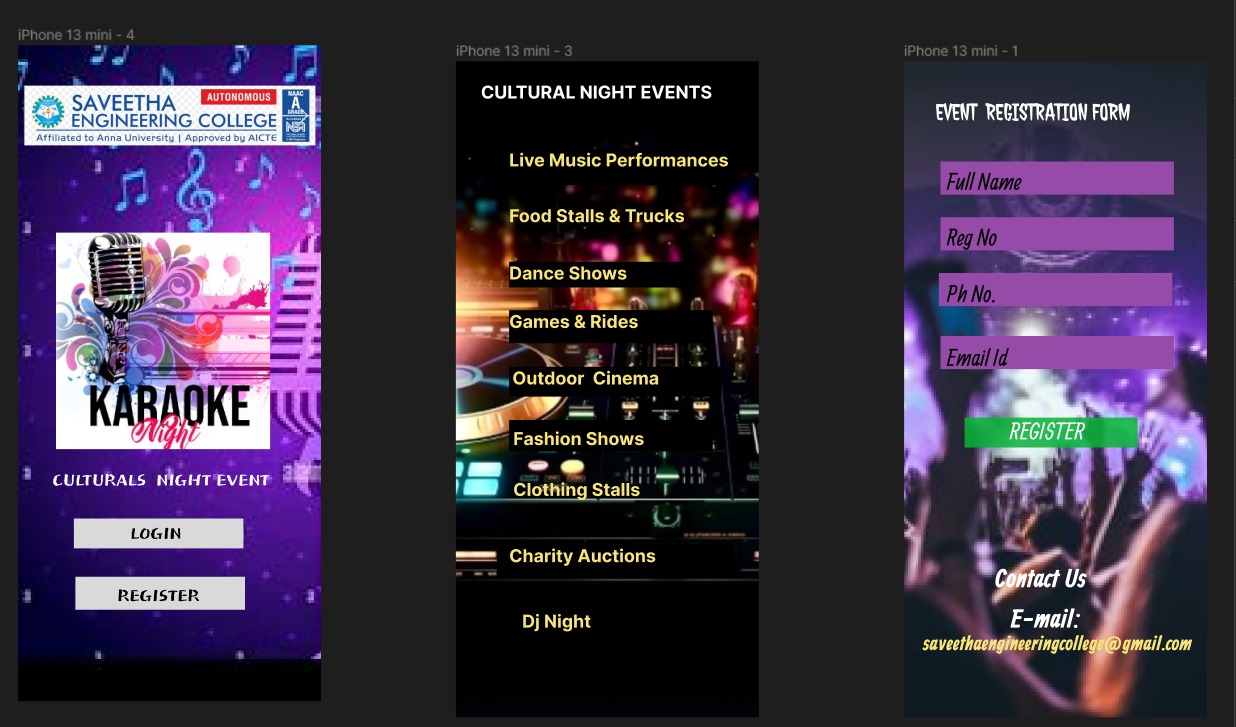 iPhone 13 mini - 4
SAVEETHA
AUTONOMOUS
ENGINEERING COLLEGE
Affiliated to Anna University | Approved by AICTE
NAAC
A
GRADE
KARAOKE
Night
CULTURALS NIGHT EVENT
LOGIN
REGISTER
iPhone 13 mini - 3
CULTURAL NIGHT EVENTS
Live Music Performances
Food Stalls & Trucks
Dance Shows
Games & Rides
Outdoor Cinema
Fashion Shows
Clothing Stalls
Charity Auctions
Dj Night
iPhone 13 mini - 1
EVENT REGISTRATION FORM
Full Name
Reg No
Ph No.
Email Id
REGISTER
Contact Us
E-mail:
saveethaengineeringcollege@gmail.com